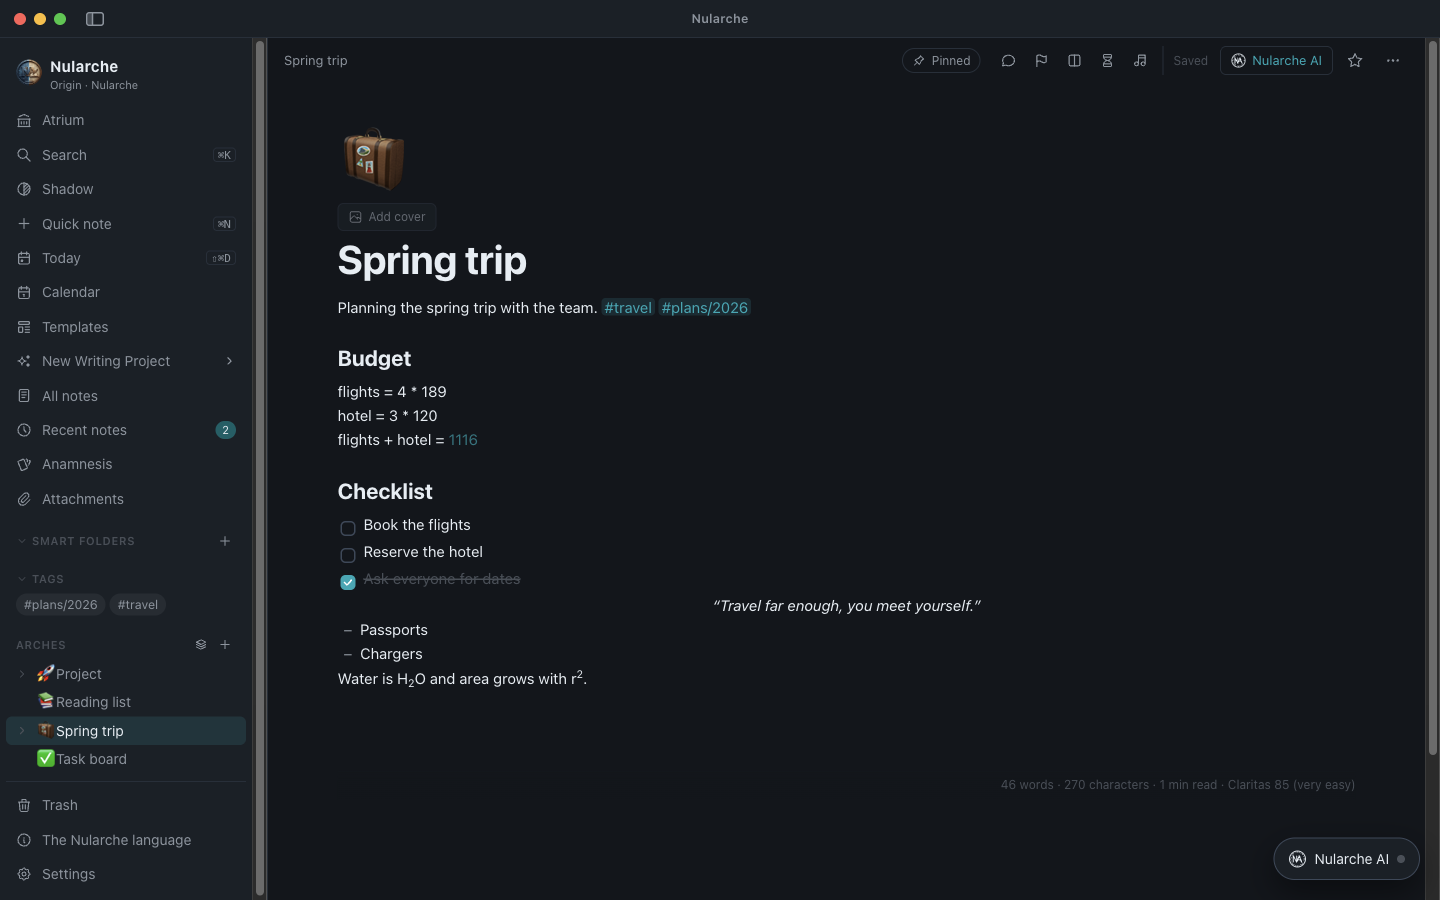 Nularche
Nularche
Origin · Nularche
Atrium
Search ⌘K
Shadow
Quick note ⌘N
Today ⇧⌘D
Calendar
Templates
New Writing Project
All notes
Recent notes 2
Anamnesis
Attachments
SMART FOLDERS
TAGS
#plans/2026 #travel
ARCHES
Project
Reading list
Spring trip
Task board
Trash
The Nularche language
Settings
Spring trip
Pinned
Saved
Nularche AI
Add cover
Spring trip
Planning the spring trip with the team. #travel #plans/2026
Budget
flights = 4 * 189
hotel = 3 * 120
flights + hotel = 1116
Checklist
Book the flights
Reserve the hotel
Ask everyone for dates
“Travel far enough, you meet yourself.”
– Passports
– Chargers
Water is H₂O and area grows with r².
46 words · 270 characters · 1 min read · Claritas 85 (very easy)
Nularche AI